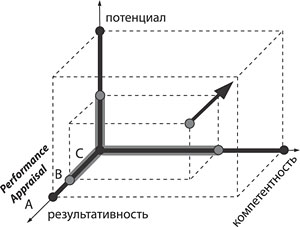 потенциал
Performance
Appraisal
C
B
A
результативность
компетентность